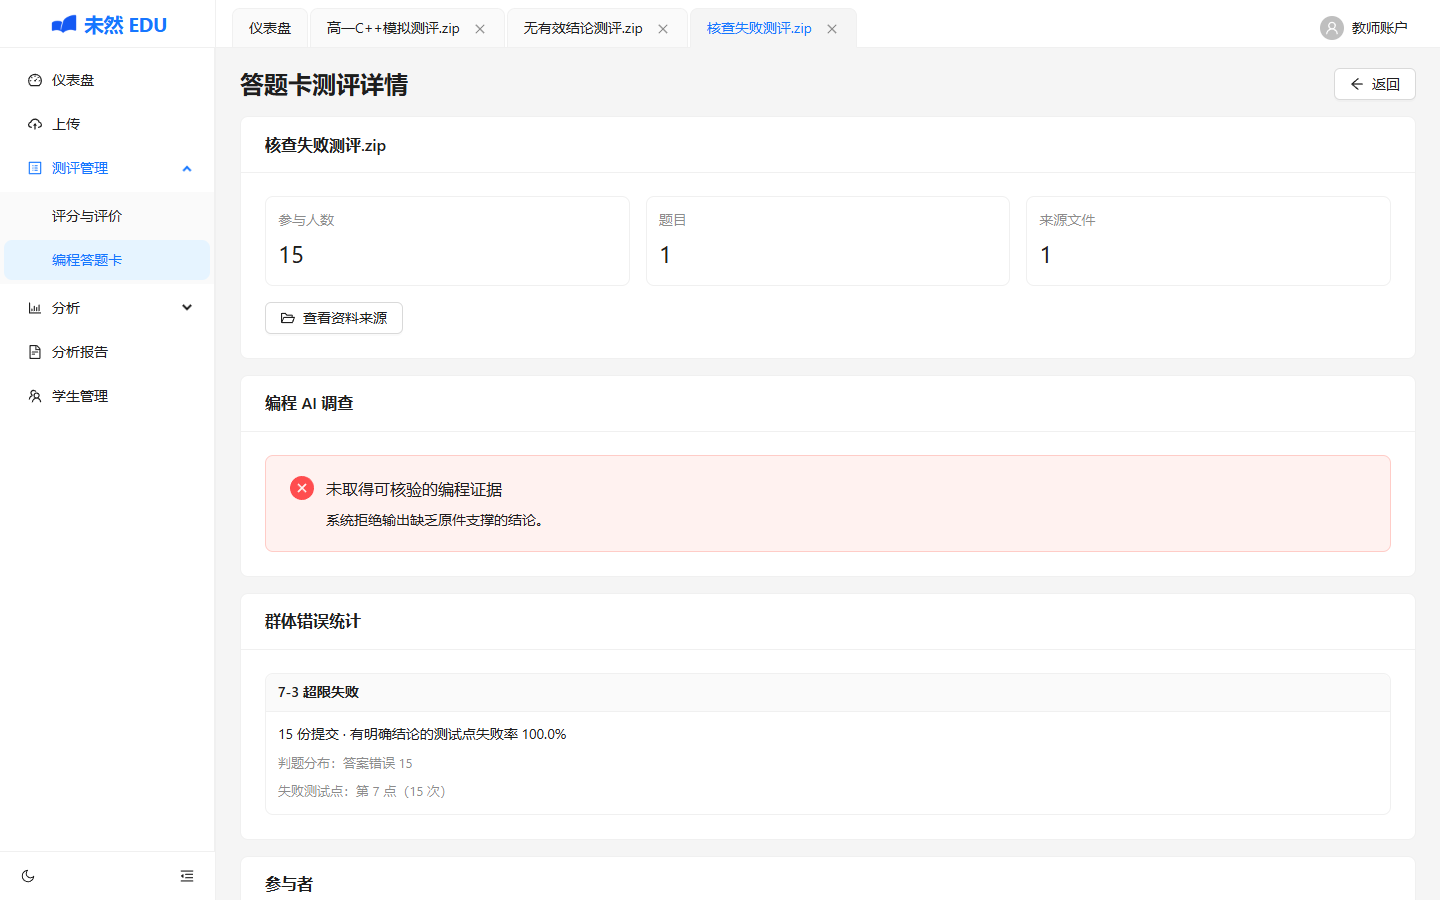 未然 EDU
仪表盘
高一C++模拟测评.zip
无有效结论测评.zip
核查失败测评.zip
教师账户
仪表盘
上传
测评管理
评分与评价
编程答题卡
分析
分析报告
学生管理
答题卡测评详情
返回
核查失败测评.zip
参与人数
15
题目
1
来源文件
1
查看资料来源
编程 AI 调查
未取得可核验的编程证据
系统拒绝输出缺乏原件支撑的结论。
群体错误统计
7-3 超限失败
15 份提交 · 有明确结论的测试点失败率 100.0%
判题分布：答案错误 15
失败测试点：第 7 点（15 次）
参与者